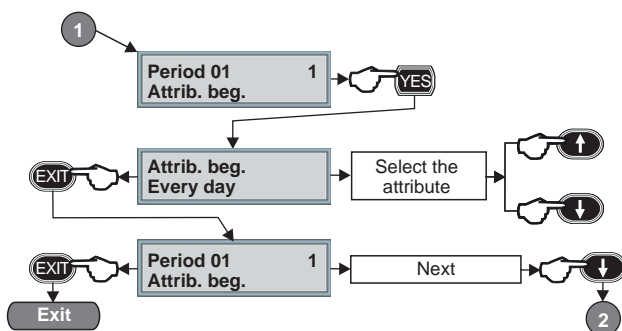 1
Period 01 1
Attrib. beg.
YES
EXIT
Attrib. beg.
Every day
Select the
attribute
EXIT
Period 01 1
Attrib. beg.
Next
Exit
2